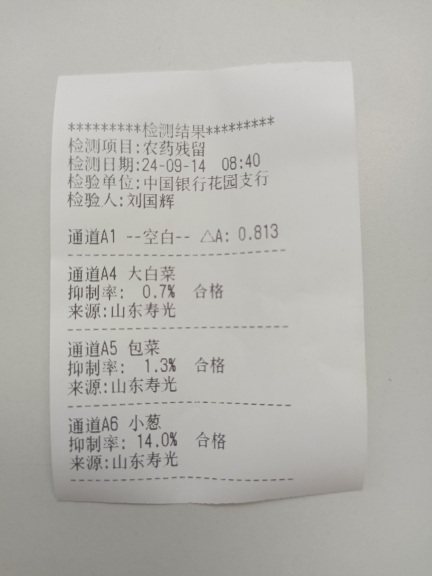 *********检测结果*********
检测项目:农药残留
检测日期:24-09-14  08:40
检验单位:中国银行花园支行
检验人:刘国辉
通道A1 --空白-- △A: 0.813
通道A4 大白菜
抑制率:  0.7%  合格
来源:山东寿光
通道A5 包菜
抑制率:  1.3%  合格
来源:山东寿光
通道A6 小葱
抑制率: 14.0%  合格
来源:山东寿光